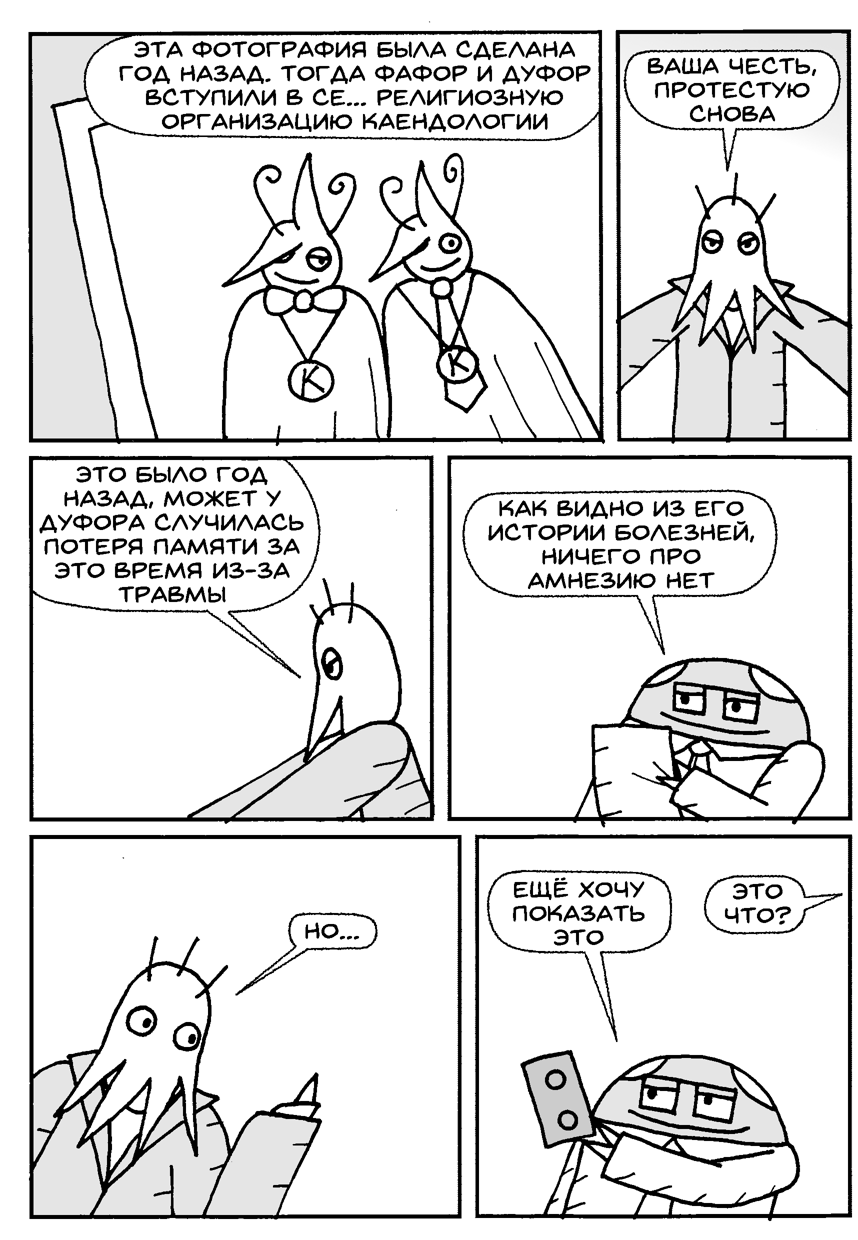 ЭТА ФОТОГРАФИЯ БЫЛА СДЕЛАНА
ГОД НАЗАД. ТОГДА ФАФОР И ДУФОР
ВСТУПИЛИ В СЕ... РЕЛИГИОЗНУЮ
ОРГАНИЗАЦИЮ КАЕНДОЛОГИИ
K
K
ВАША ЧЕСТЬ,
ПРОТЕСТУЮ
СНОВА
ЭТО БЫЛО ГОД
НАЗАД, МОЖЕТ У
ДУФОРА СЛУЧИЛАСЬ
ПОТЕРЯ ПАМЯТИ ЗА
ЭТО ВРЕМЯ ИЗ-ЗА
ТРАВМЫ
КАК ВИДНО ИЗ ЕГО
ИСТОРИИ БОЛЕЗНЕЙ,
НИЧЕГО ПРО
АМНЕЗИЮ НЕТ
НО...
ЕЩЁ ХОЧУ
ПОКАЗАТЬ
ЭТО
ЭТО
ЧТО?